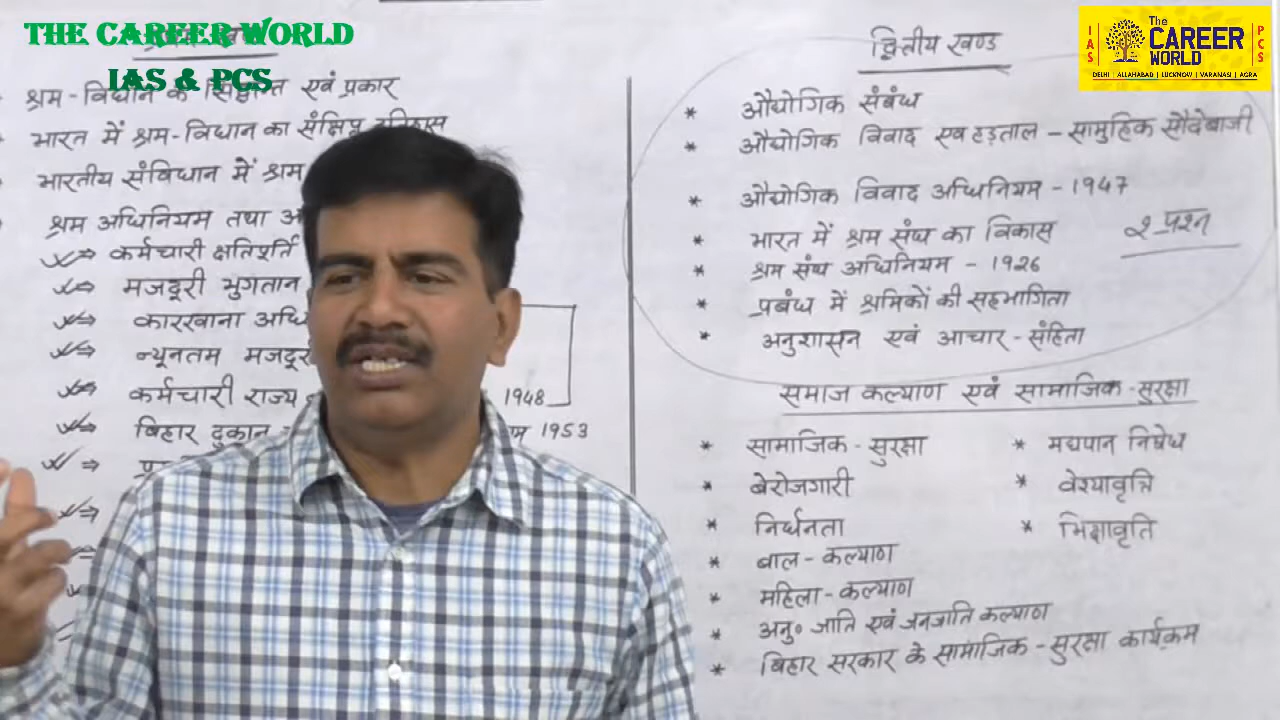 THE CAREER WORLD
IAS & PCS
श्रम-विधान के सिद्धान्त एवं प्रकार
भारत में श्रम-विधान का संक्षिप्त इतिहास
भारतीय संविधान में श्रम
श्रम अधिनियम तथा
कर्मचारी क्षतिपूर्ति
मजदूरी भुगतान
कारखाना
न्यूनतम
कर्मचारी राज्य 1948
बिहार दुकान 1953
द्वितीय खण्ड
* औद्योगिक संबंध
* औद्योगिक विवाद एव हड़ताल - सामुहिक सौदेबाजी
* औद्योगिक विवाद अधिनियम - 1947
* भारत में श्रम संघ का विकास
२ प्रश्न
* श्रम संघ अधिनियम - 1926
* प्रबंध में श्रमिकों की सहभागिता
* अनुशासन एवं आचार-संहिता
समाज कल्याण एवं सामाजिक-सुरक्षा
* सामाजिक-सुरक्षा * मद्यपान निषेध
* बेरोजगारी * वेश्यावृत्ति
* निर्धनता * भिक्षावृति
* बाल-कल्याण
* महिला-कल्याण
* अनु॰ जाति एवं जनजाति कल्याण
* बिहार सरकार के सामाजिक-सुरक्षा कार्यक्रम
IAS
The
CAREER
WORLD
PCS
DELHI | ALLAHABAD | LUCKNOW | VARANASI | AGRA